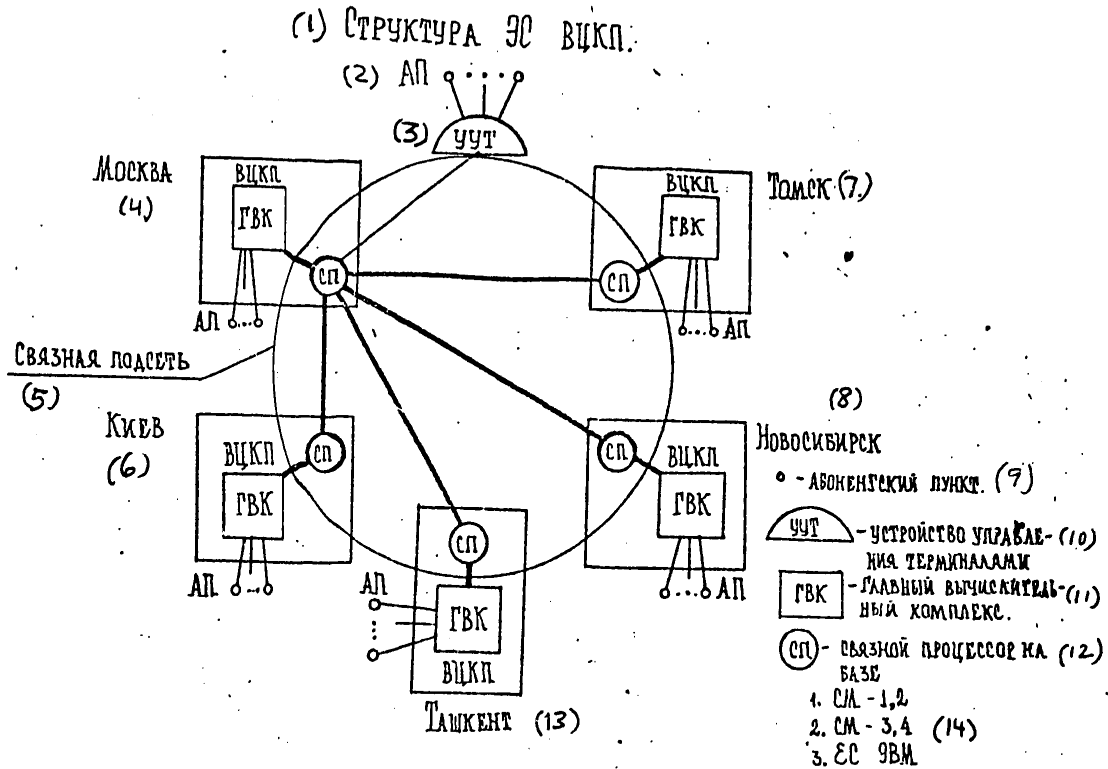 (1) СТРУКТУРА ЭС ВЦКП.
(2) АП
(3) УУТ
МОСКВА
(4)
ВЦКП
ГВК
СП
АП
ВЦКП
ТОМСК (7)
ГВК
СП
АП
СВЯЗНАЯ ПОДСЕТЬ
(5)
КИЕВ
(6)
ВЦКП
СП
ГВК
АП
(8)
НОВОСИБИРСК
СП
ВЦКП
ГВК
АП
СП
АП
ГВК
ВЦКП
ТАШКЕНТ (13)
- АБОНЕНТСКИЙ ПУНКТ. (9)
УУТ - УСТРОЙСТВО УПРАВЛЕ- (10)
НИЯ ТЕРМИНАЛАМИ
ГВК - ГЛАВНЫЙ ВЫЧИСЛИТЕЛЬ- (11)
НЫЙ КОМПЛЕКС.
СП - СВЯЗНОЙ ПРОЦЕССОР НА (12)
БАЗЕ
1. СМ - 1,2
2. СМ - 3,4 (14)
3. ЕС ЭВМ